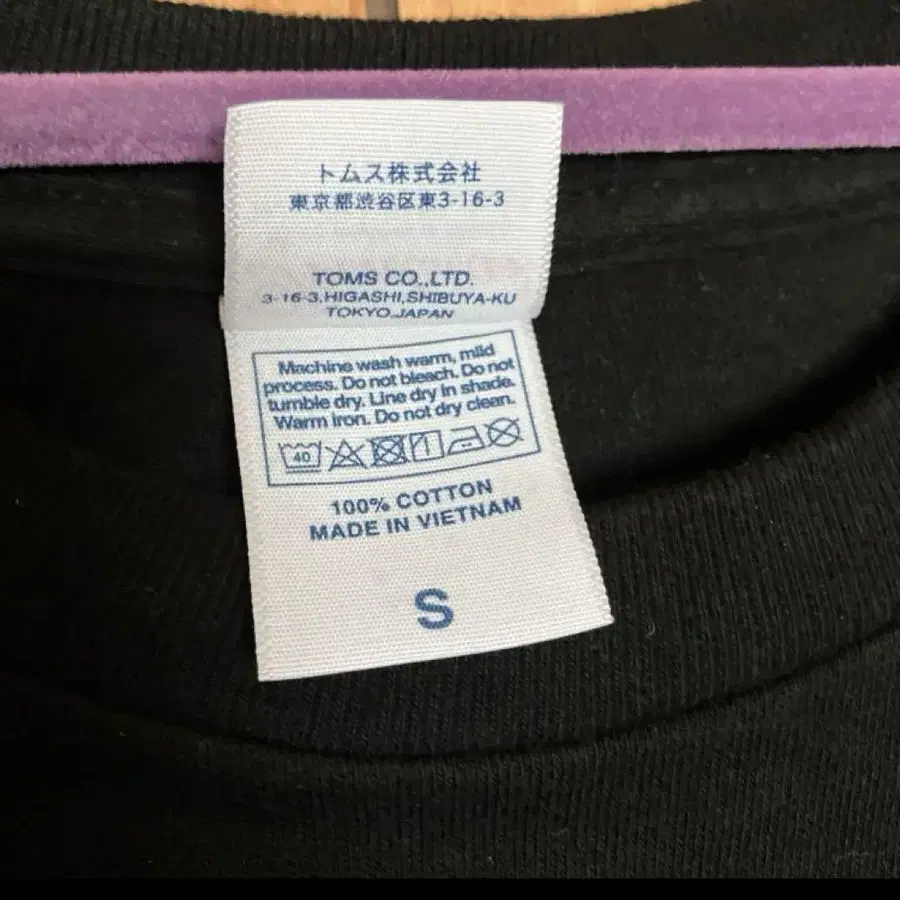 トムス株式会社
東京都渋谷区東3-16-3
TOMS CO.,LTD.
3-16-3,HIGASHI,SHIBUYA-KU
TOKYO,JAPAN
Machine wash warm, mild
process. Do not bleach. Do not
tumble dry. Line dry in shade.
Warm iron. Do not dry clean.
40
100% COTTON
MADE IN VIETNAM
S